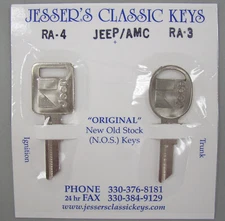 JESSER'S CLASSIC KEYS
RA-4 JEEP/AMC RA-3
"ORIGINAL"
New Old Stock
(N.O.S.) Keys
Ignition
Trunk
PHONE 330-376-8181
24 hr FAX 330-384-9129
www.jessersclassickeys.com